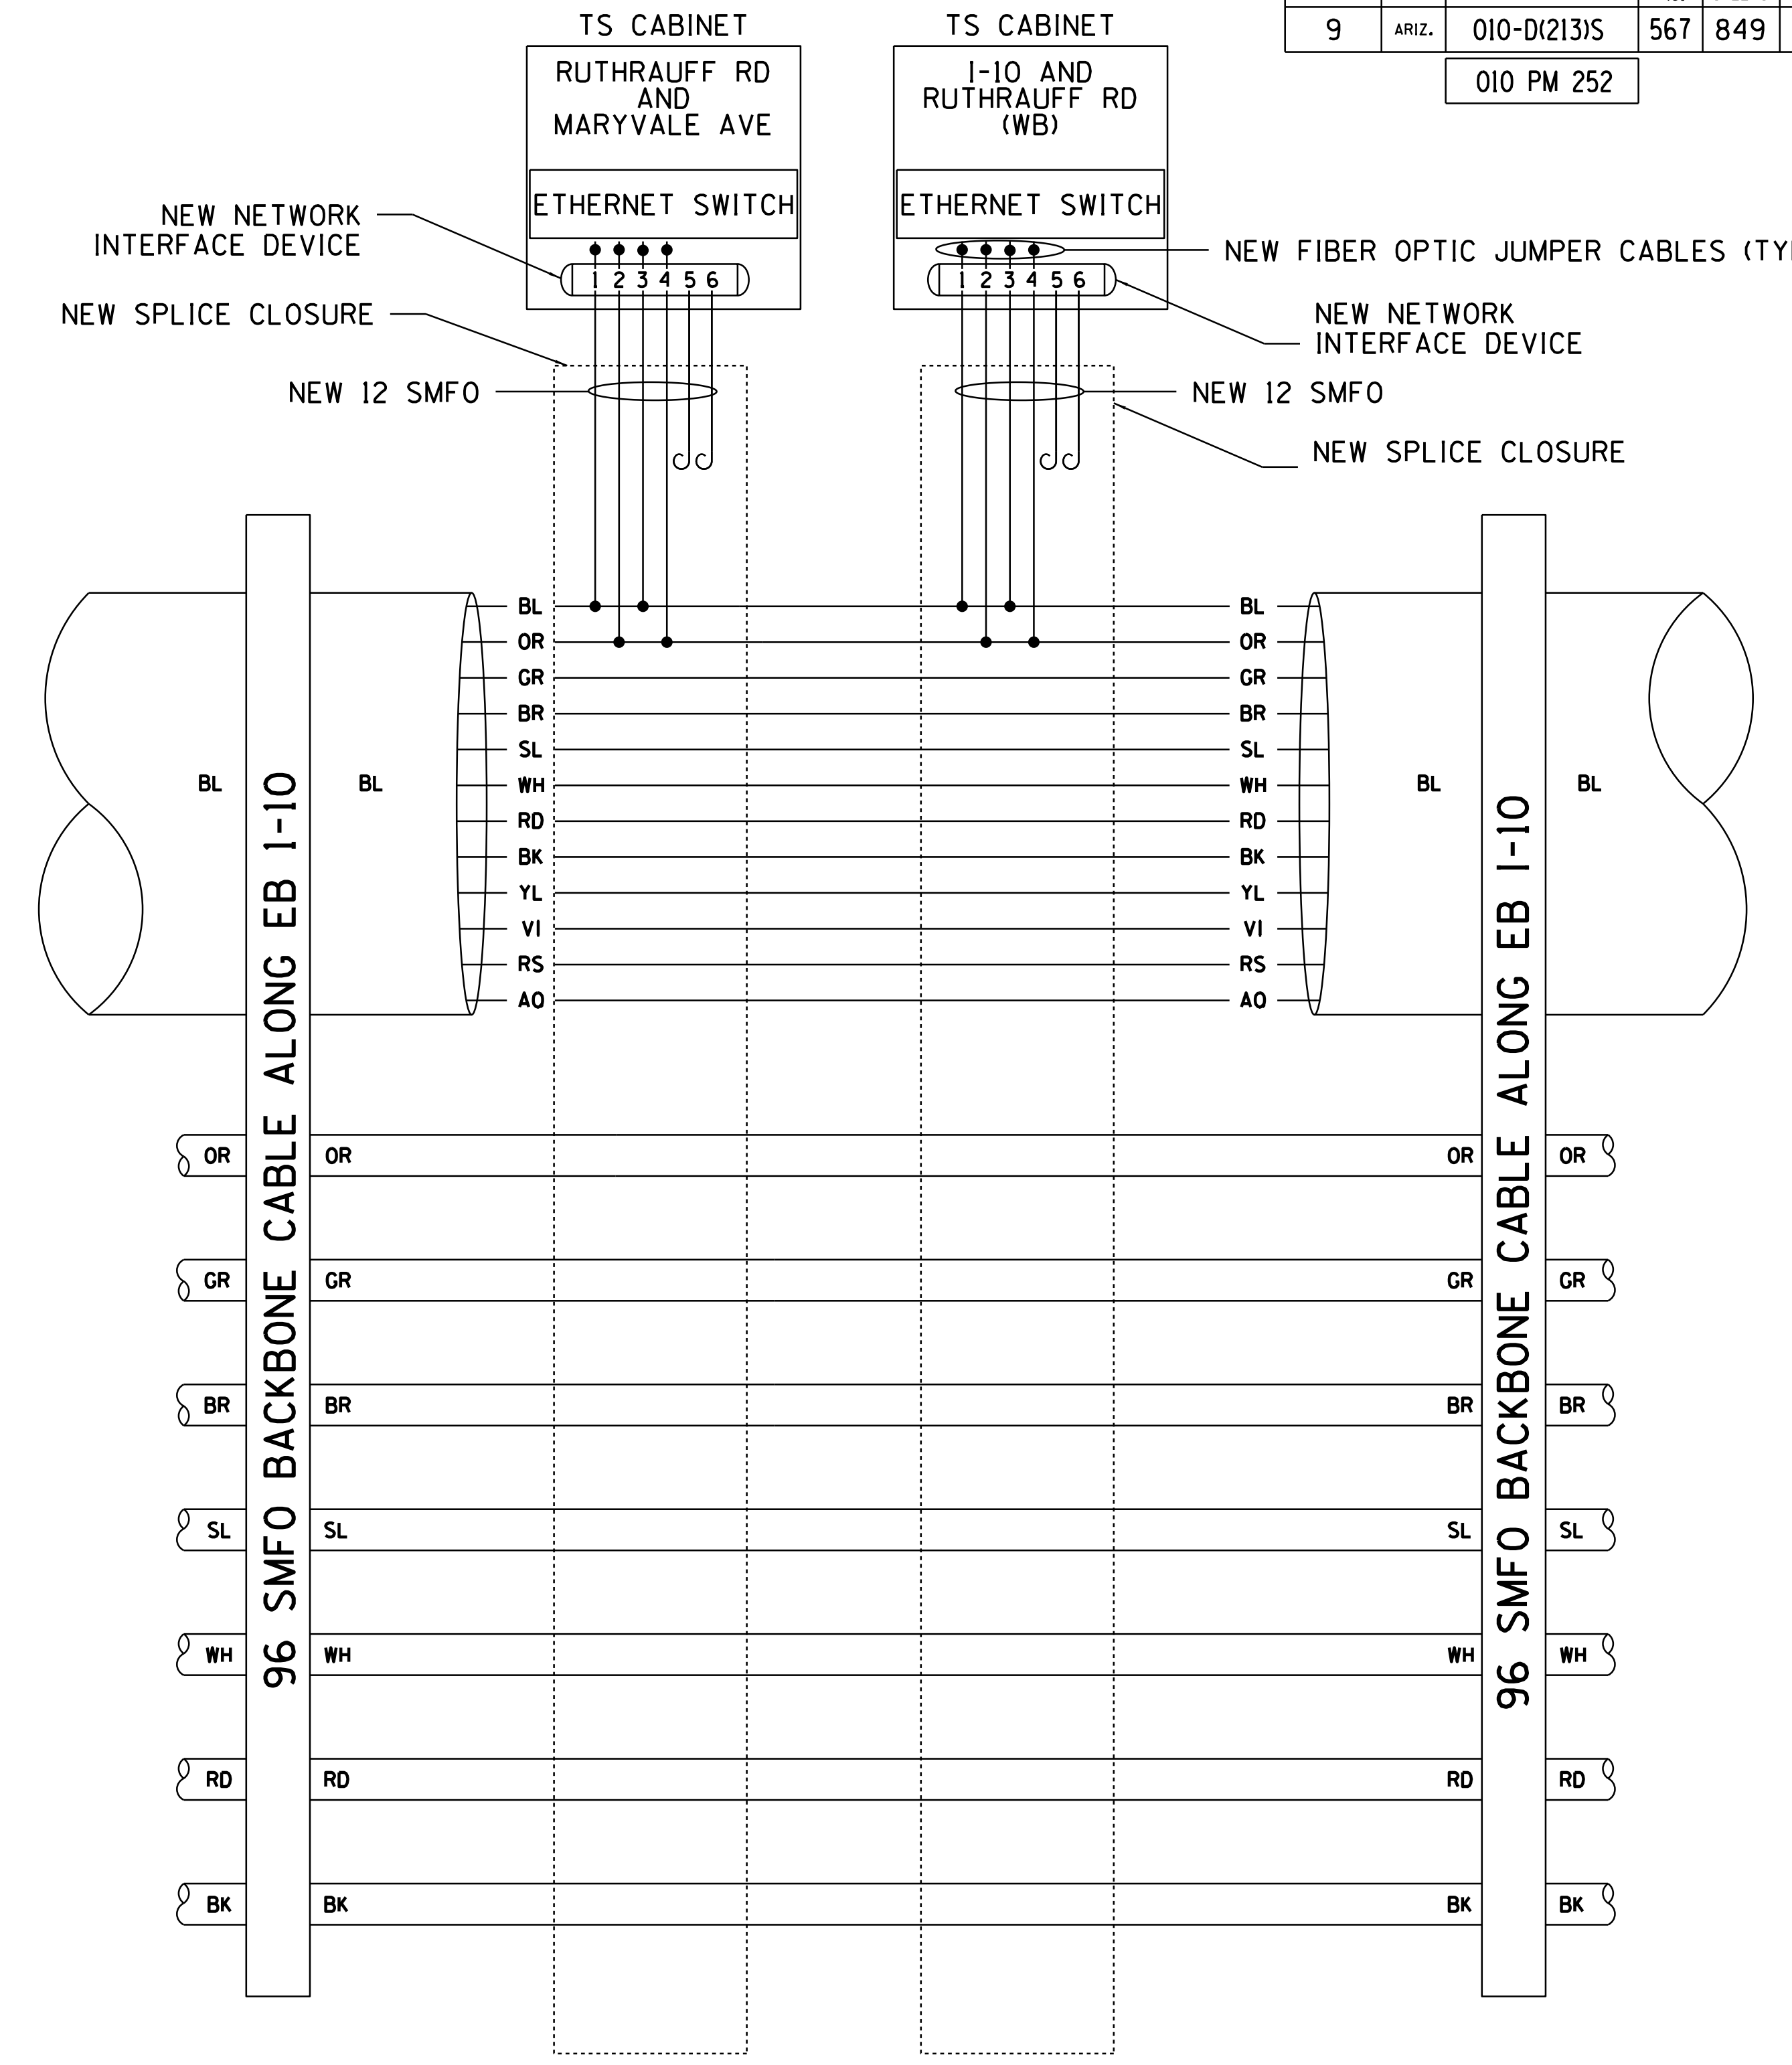 9 ARIZ. 010-D(213)S 567 849
010 PM 252
TS CABINET
RUTHRAUFF RD
AND
MARYVALE AVE
ETHERNET SWITCH
1 2 3 4 5 6
TS CABINET
I-10 AND
RUTHRAUFF RD
(WB)
ETHERNET SWITCH
1 2 3 4 5 6
NEW NETWORK
INTERFACE DEVICE
NEW SPLICE CLOSURE
NEW 12 SMFO
NEW FIBER OPTIC JUMPER CABLES
NEW NETWORK
INTERFACE DEVICE
NEW 12 SMFO
NEW SPLICE CLOSURE
BL BL
OR OR
GR GR
BR BR
SL SL
WH WH
BL BL BL BL
RD RD
BK BK
YL YL
VI VI
RS RS
AQ AQ
96 SMFO BACKBONE CABLE ALONG EB I-10
96 SMFO BACKBONE CABLE ALONG EB I-10
OR OR OR OR
GR GR GR GR
BR BR BR BR
SL SL SL SL
WH WH WH WH
RD RD RD RD
BK BK BK BK